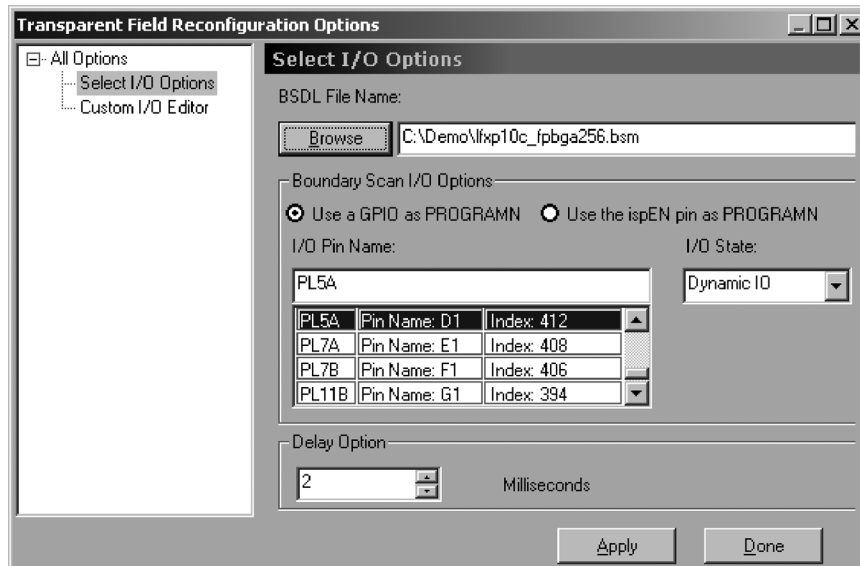 Transparent Field Reconfiguration Options
All Options
Select I/O Options
Custom I/O Editor
Select I/O Options
BSDL File Name:
Browse C:\Demo\lfxp10c_fpbga256.bsm
Boundary Scan I/O Options
Use a GPIO as PROGRAMN Use the ispEN pin as PROGRAMN
I/O Pin Name: I/O State:
PL5A Dynamic IO
PL5A Pin Name: D1 Index: 412
PL7A Pin Name: E1 Index: 408
PL7B Pin Name: F1 Index: 406
PL11B Pin Name: G1 Index: 394
Delay Option
2 Milliseconds
Apply Done